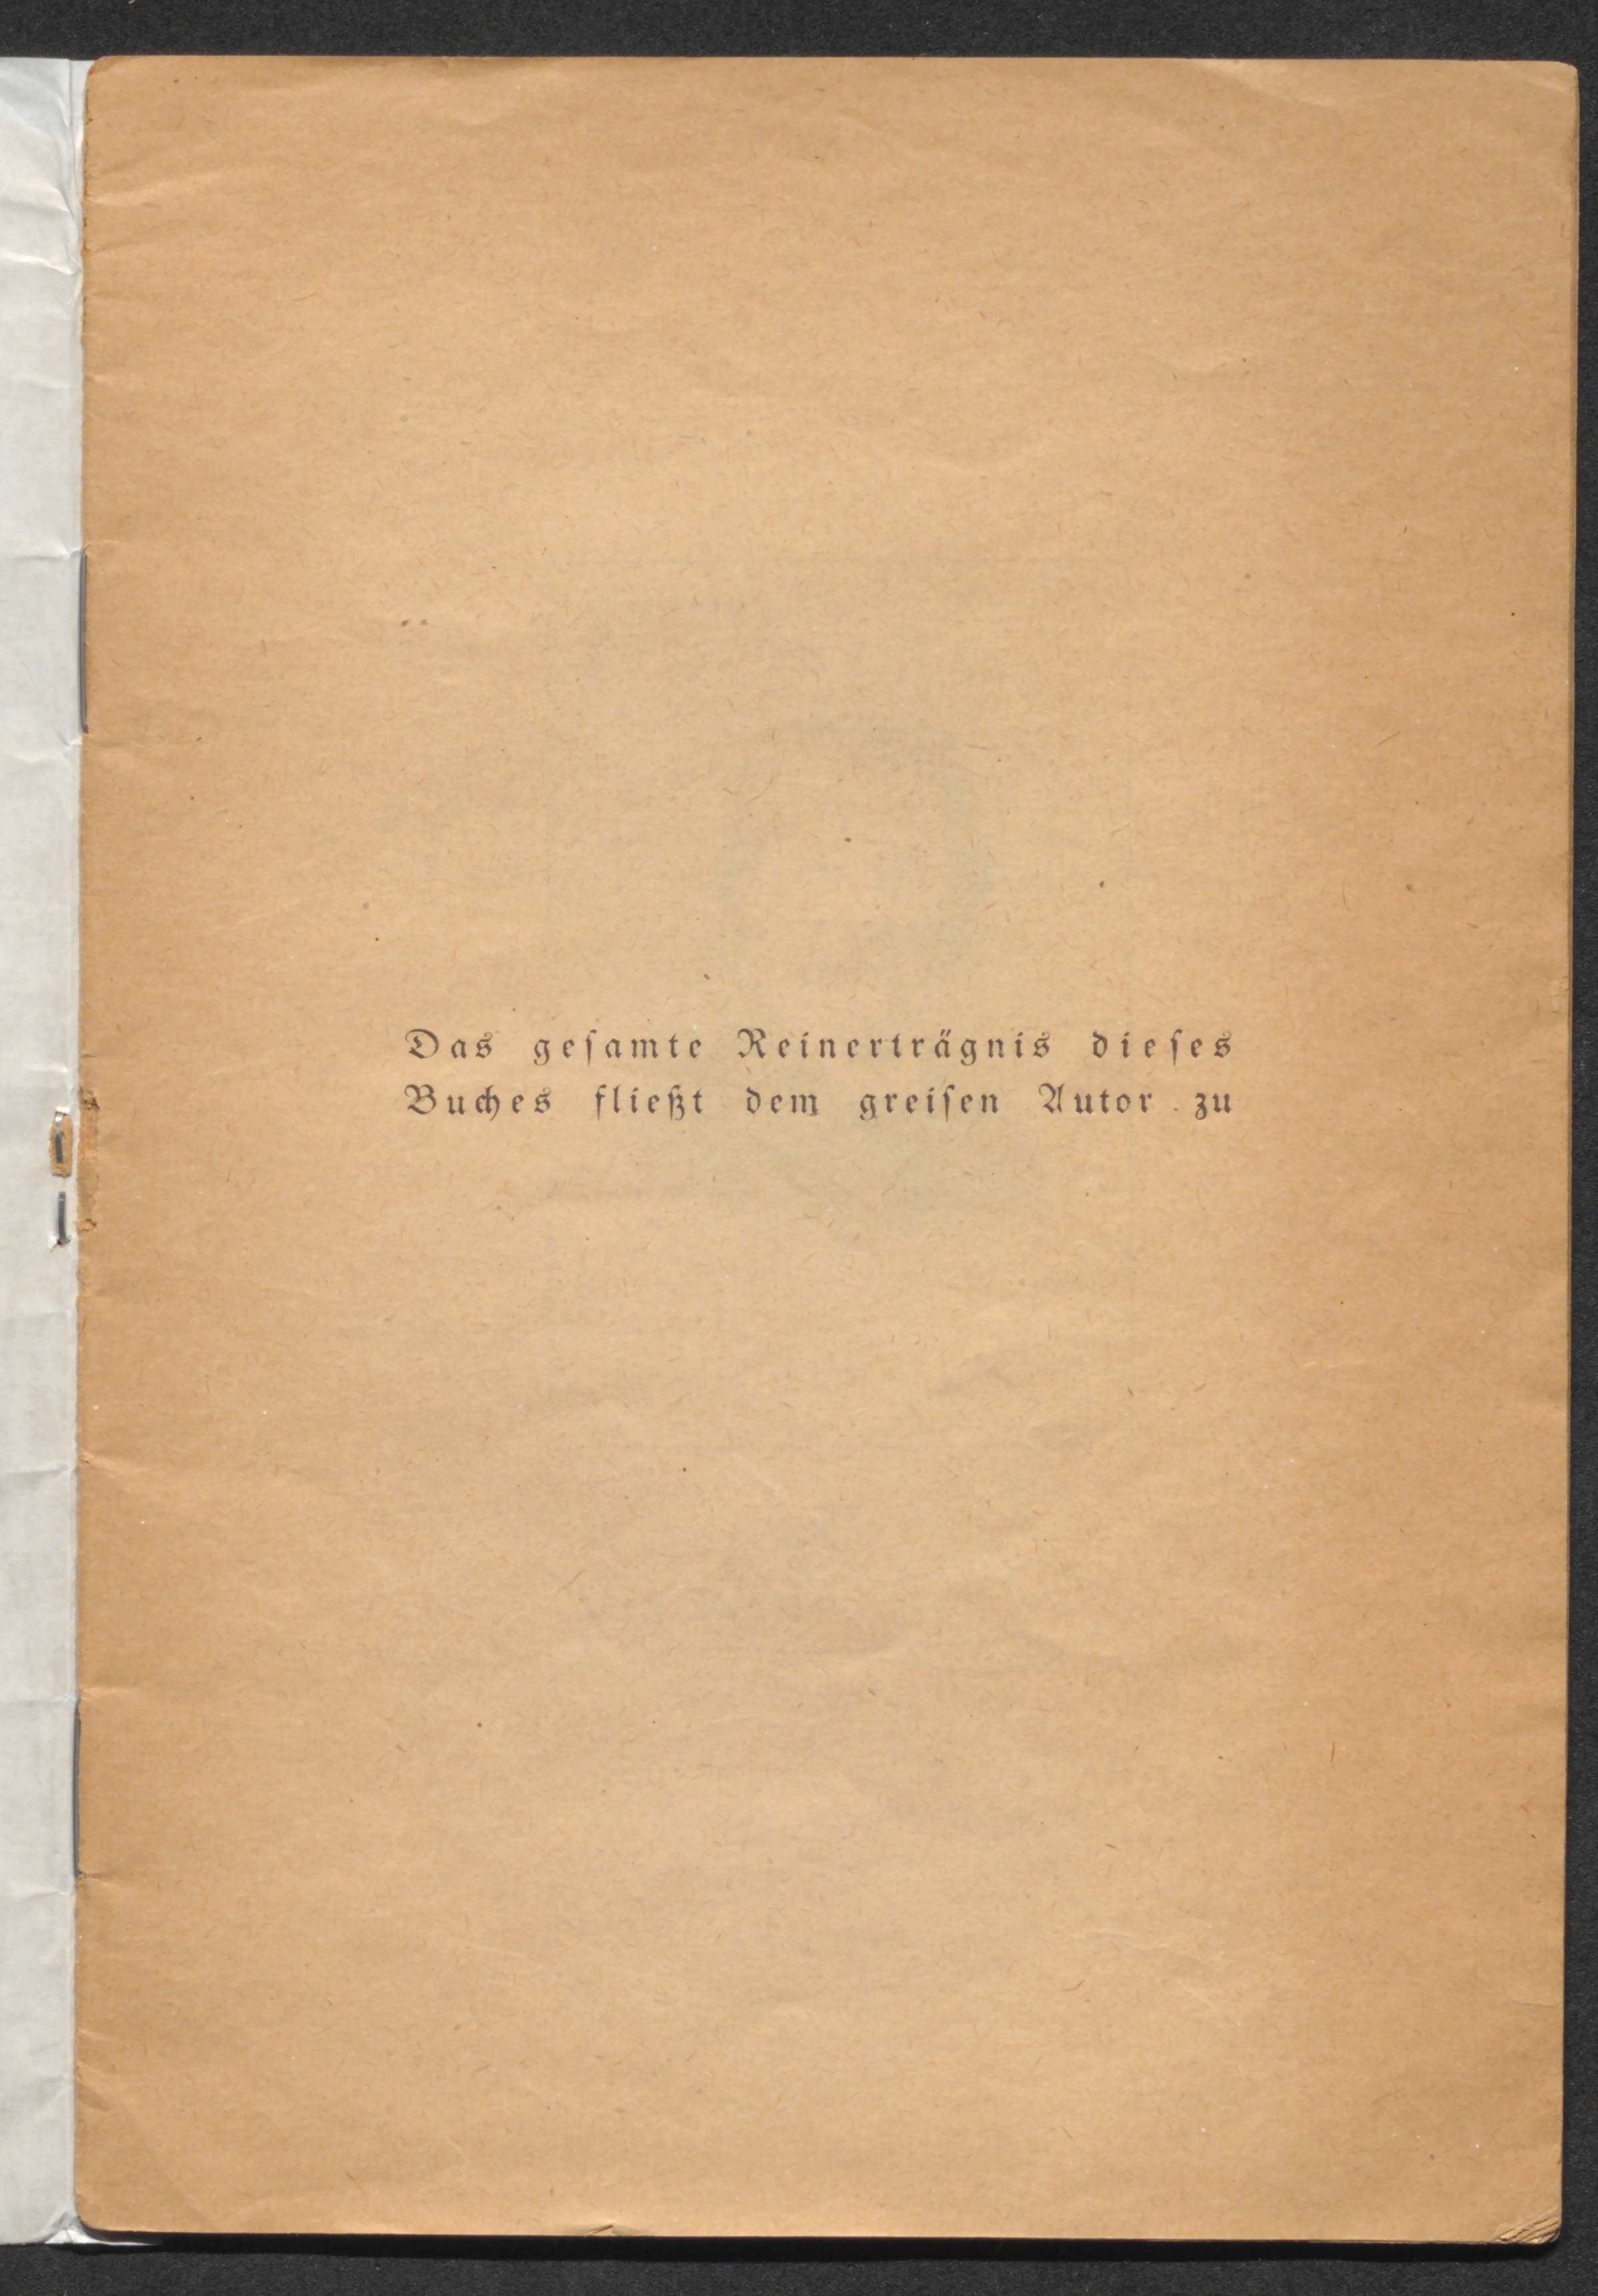 Das geſamte Reinerträgnis dieſes
Buches fließt dem greiſen Autor zu